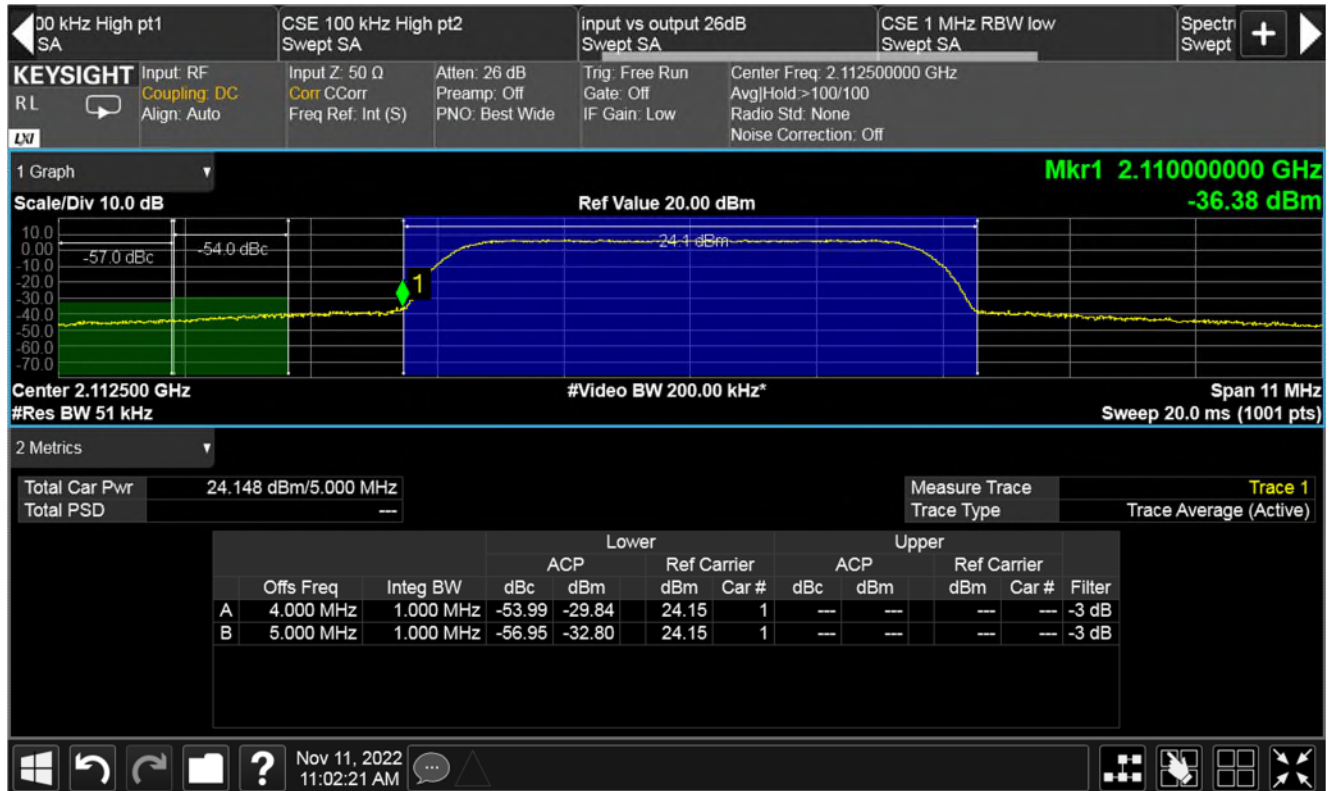 00 kHz High pt1
SA
CSE 100 kHz High pt2
Swept SA
input vs output 26dB
Swept SA
CSE 1 MHz RBW low
Swept SA
Spectr
Swept
KEYSIGHT
R L
LXI
Input: RF
Coupling: DC
Align: Auto
Input Z: 50 Ω
Corr CCorr
Freq Ref: Int (S)
Atten: 26 dB
Preamp: Off
PNO: Best Wide
Trig: Free Run
Gate: Off
IF Gain: Low
Center Freq: 2.112500000 GHz
Avg|Hold:>100/100
Radio Std: None
Noise Correction: Off
1 Graph
Mkr1 2.110000000 GHz
-36.38 dBm
Scale/Div 10.0 dB
Ref Value 20.00 dBm
10.0
0.00
-10.0
-20.0
-30.0
-40.0
-50.0
-60.0
-70.0
-57.0 dBc
-54.0 dBc
24.1 dBm
1
Center 2.112500 GHz
#Video BW 200.00 kHz*
Span 11 MHz
#Res BW 51 kHz
Sweep 20.0 ms (1001 pts)
2 Metrics
Total Car Pwr 24.148 dBm/5.000 MHz
Total PSD ---
Measure Trace Trace 1
Trace Type Trace Average (Active)
Lower Upper
ACP Ref Carrier ACP Ref Carrier
Offs Freq Integ BW dBc dBm dBm Car # dBc dBm dBm Car # Filter
A 4.000 MHz 1.000 MHz -53.99 -29.84 24.15 1 --- --- --- --- -3 dB
B 5.000 MHz 1.000 MHz -56.95 -32.80 24.15 1 --- --- --- --- -3 dB
?
Nov 11, 2022
11:02:21 AM